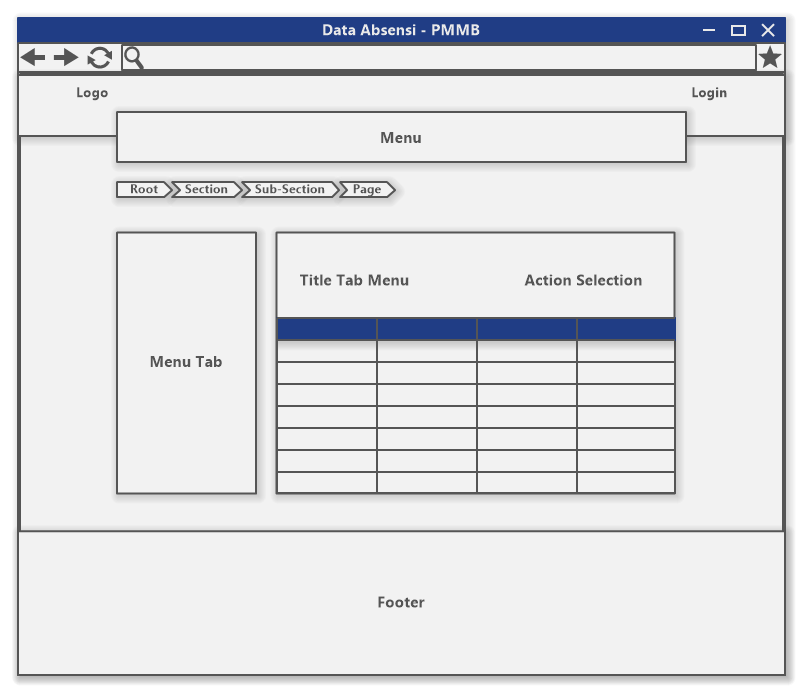 Data Absensi - PMMB
Logo
Login
Menu
Root
Section
Sub-Section
Page
Menu Tab
Title Tab Menu
Action Selection
Footer